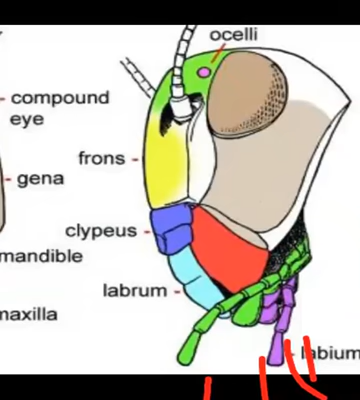 ocelli
compound
eye
frons
gena
clypeus
mandible
labrum
maxilla
labium